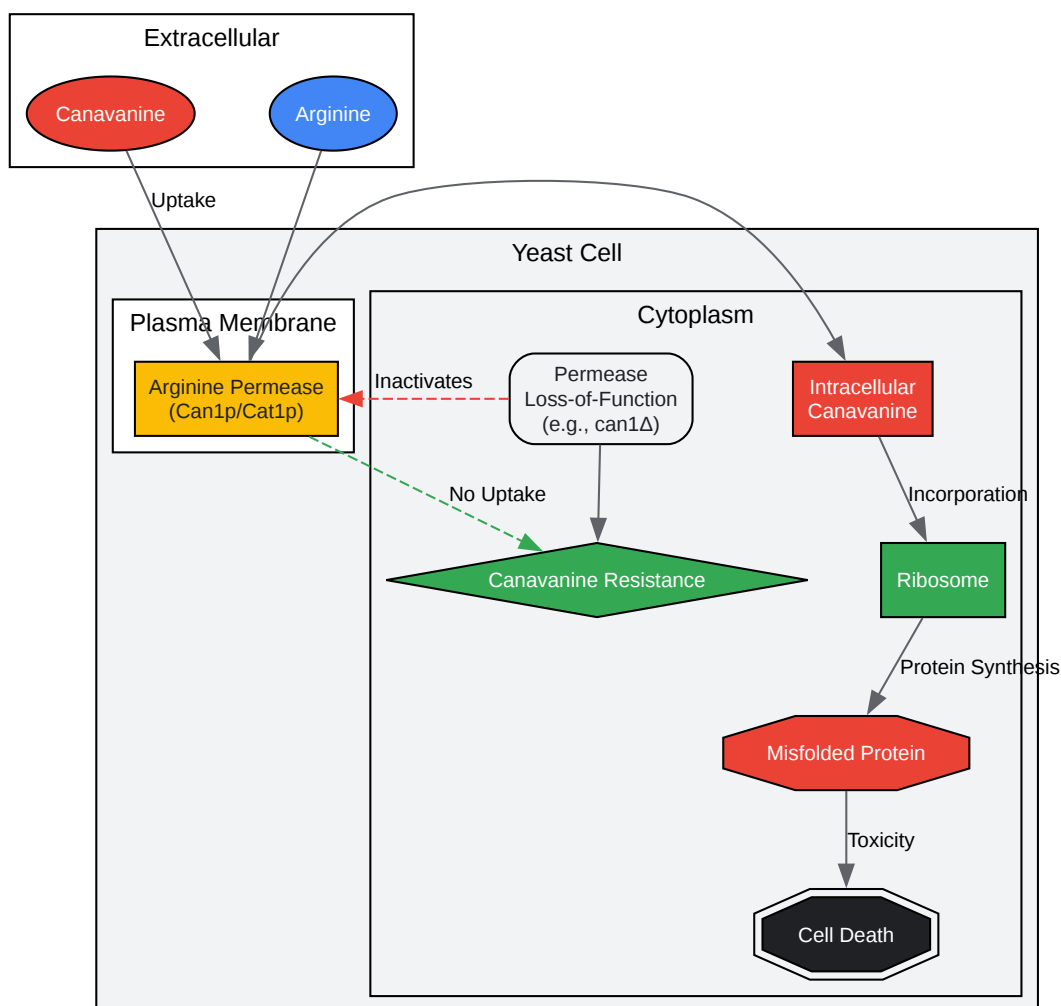 Extracellular
Canavanine
Arginine
Uptake
Yeast Cell
Plasma Membrane
Cytoplasm
Arginine Permease
(Can1p/Cat1p)
Inactivates
Permease
Loss-of-Function
(e.g., can1Δ)
Intracellular
Canavanine
No Uptake
Incorporation
Canavanine Resistance
Ribosome
Protein Synthesis
Misfolded Protein
Toxicity
Cell Death